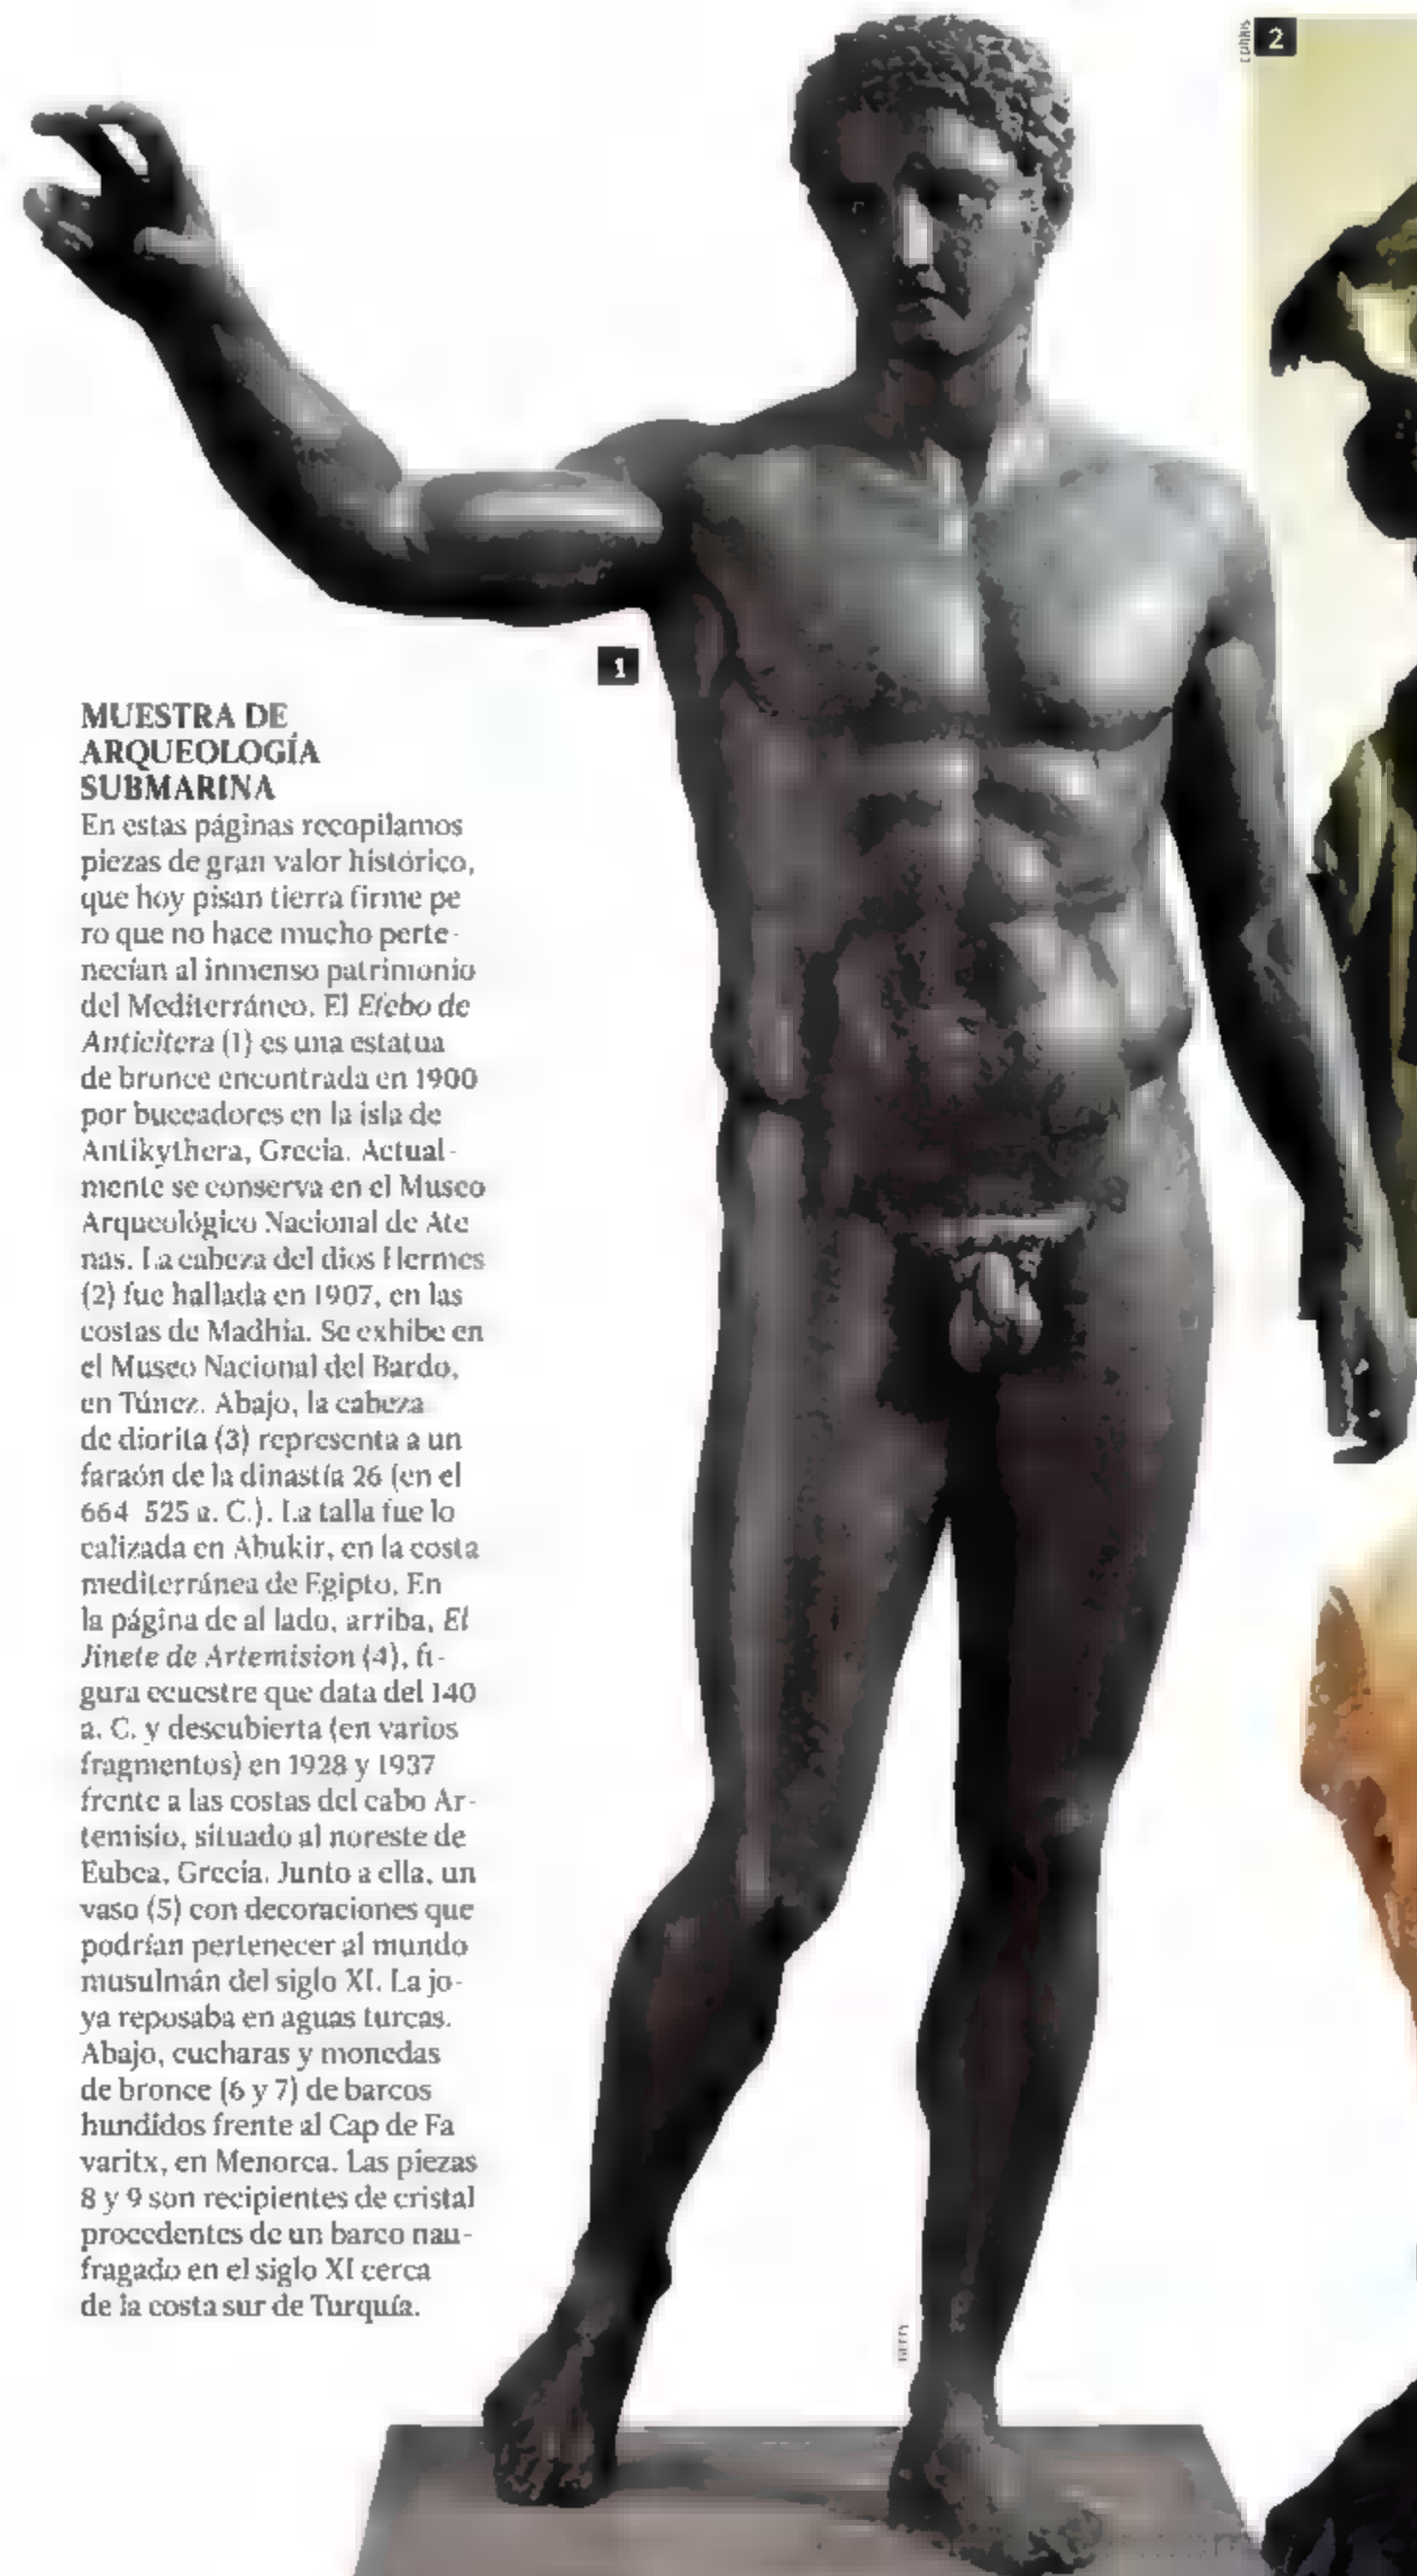 CORBIS
2
1
MUESTRA DE
ARQUEOLOGÍA
SUBMARINA
En estas páginas recopilamos
piezas de gran valor histórico,
que hoy pisan tierra firme pe
ro que no hace mucho perte-
necían al inmenso patrimonio
del Mediterráneo. El Efebo de
Anticitera (1) es una estatua
de bronce encontrada en 1900
por buceadores en la isla de
Antikythera, Grecia. Actual-
mente se conserva en el Museo
Arqueológico Nacional de Ate
nas. La cabeza del dios Hermes
(2) fue hallada en 1907, en las
costas de Madhia. Se exhibe en
el Museo Nacional del Bardo,
en Túnez. Abajo, la cabeza
de diorita (3) representa a un
faraón de la dinastía 26 (en el
664 525 a. C.). La talla fue lo
calizada en Abukir, en la costa
mediterránea de Egipto. En
la página de al lado, arriba, El
Jinete de Artemision (4), fi-
gura ecuestre que data del 140
a. C. y descubierta (en varios
fragmentos) en 1928 y 1937
frente a las costas del cabo Ar-
temisio, situado al noreste de
Eubea, Grecia. Junto a ella, un
vaso (5) con decoraciones que
podrían pertenecer al mundo
musulmán del siglo XI. La jo-
ya reposaba en aguas turcas.
Abajo, cucharas y monedas
de bronce (6 y 7) de barcos
hundidos frente al Cap de Fa
varitx, en Menorca. Las piezas
8 y 9 son recipientes de cristal
procedentes de un barco nau-
fragado en el siglo XI cerca
de la costa sur de Turquía.
GETTY